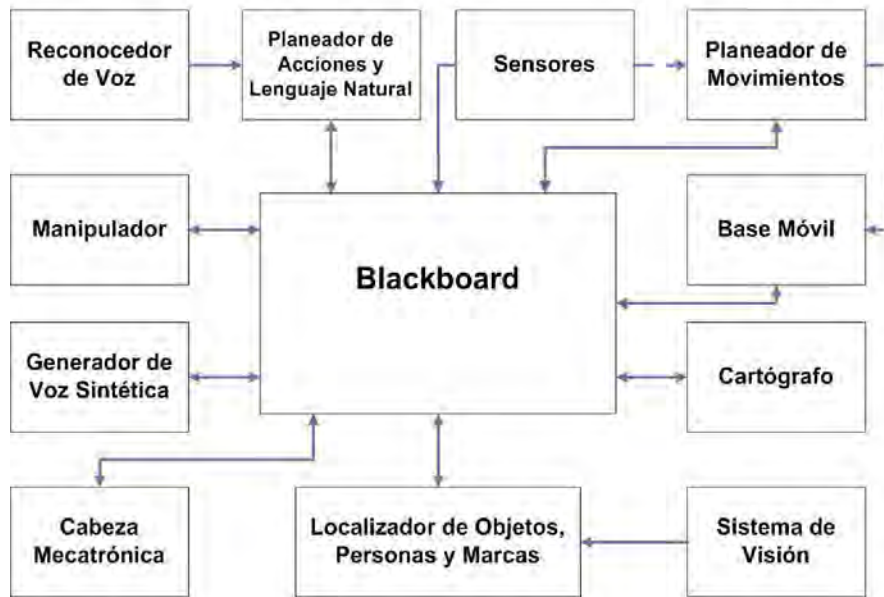 Reconocedor
de Voz
Planeador de
Acciones y
Lenguaje Natural
Sensores
Planeador de
Movimientos
Manipulador
Blackboard
Base Móvil
Generador de
Voz Sintética
Cartógrafo
Cabeza
Mecatrónica
Localizador de Objetos,
Personas y Marcas
Sistema de
Visión